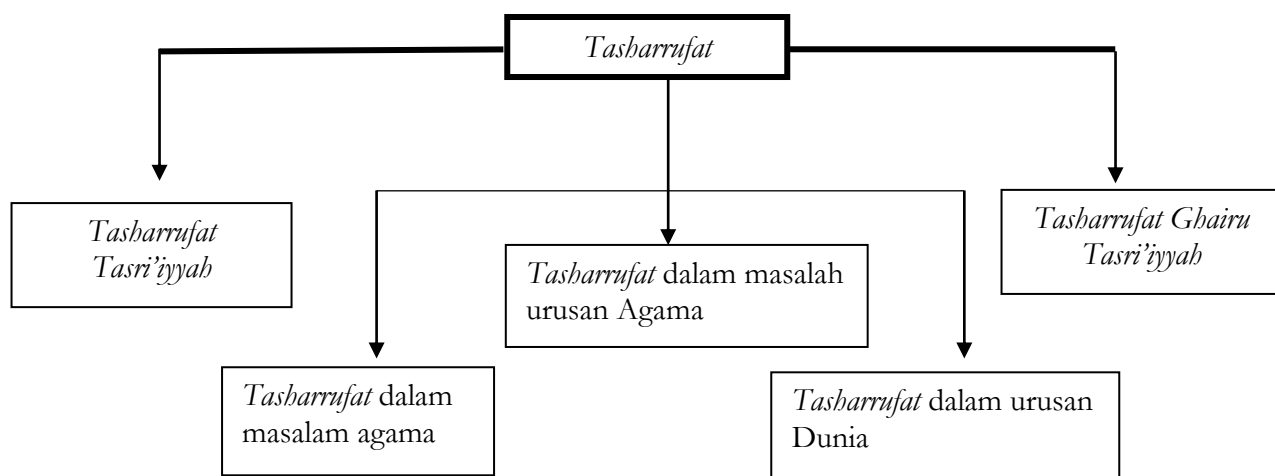 Tasharrufat
Tasharrufat
Tasri’iyyah
Tasharrufat Ghairu
Tasri’iyyah
Tasharrufat dalam masalah
urusan Agama
Tasharrufat dalam
masalam agama
Tasharrufat dalam urusan
Dunia